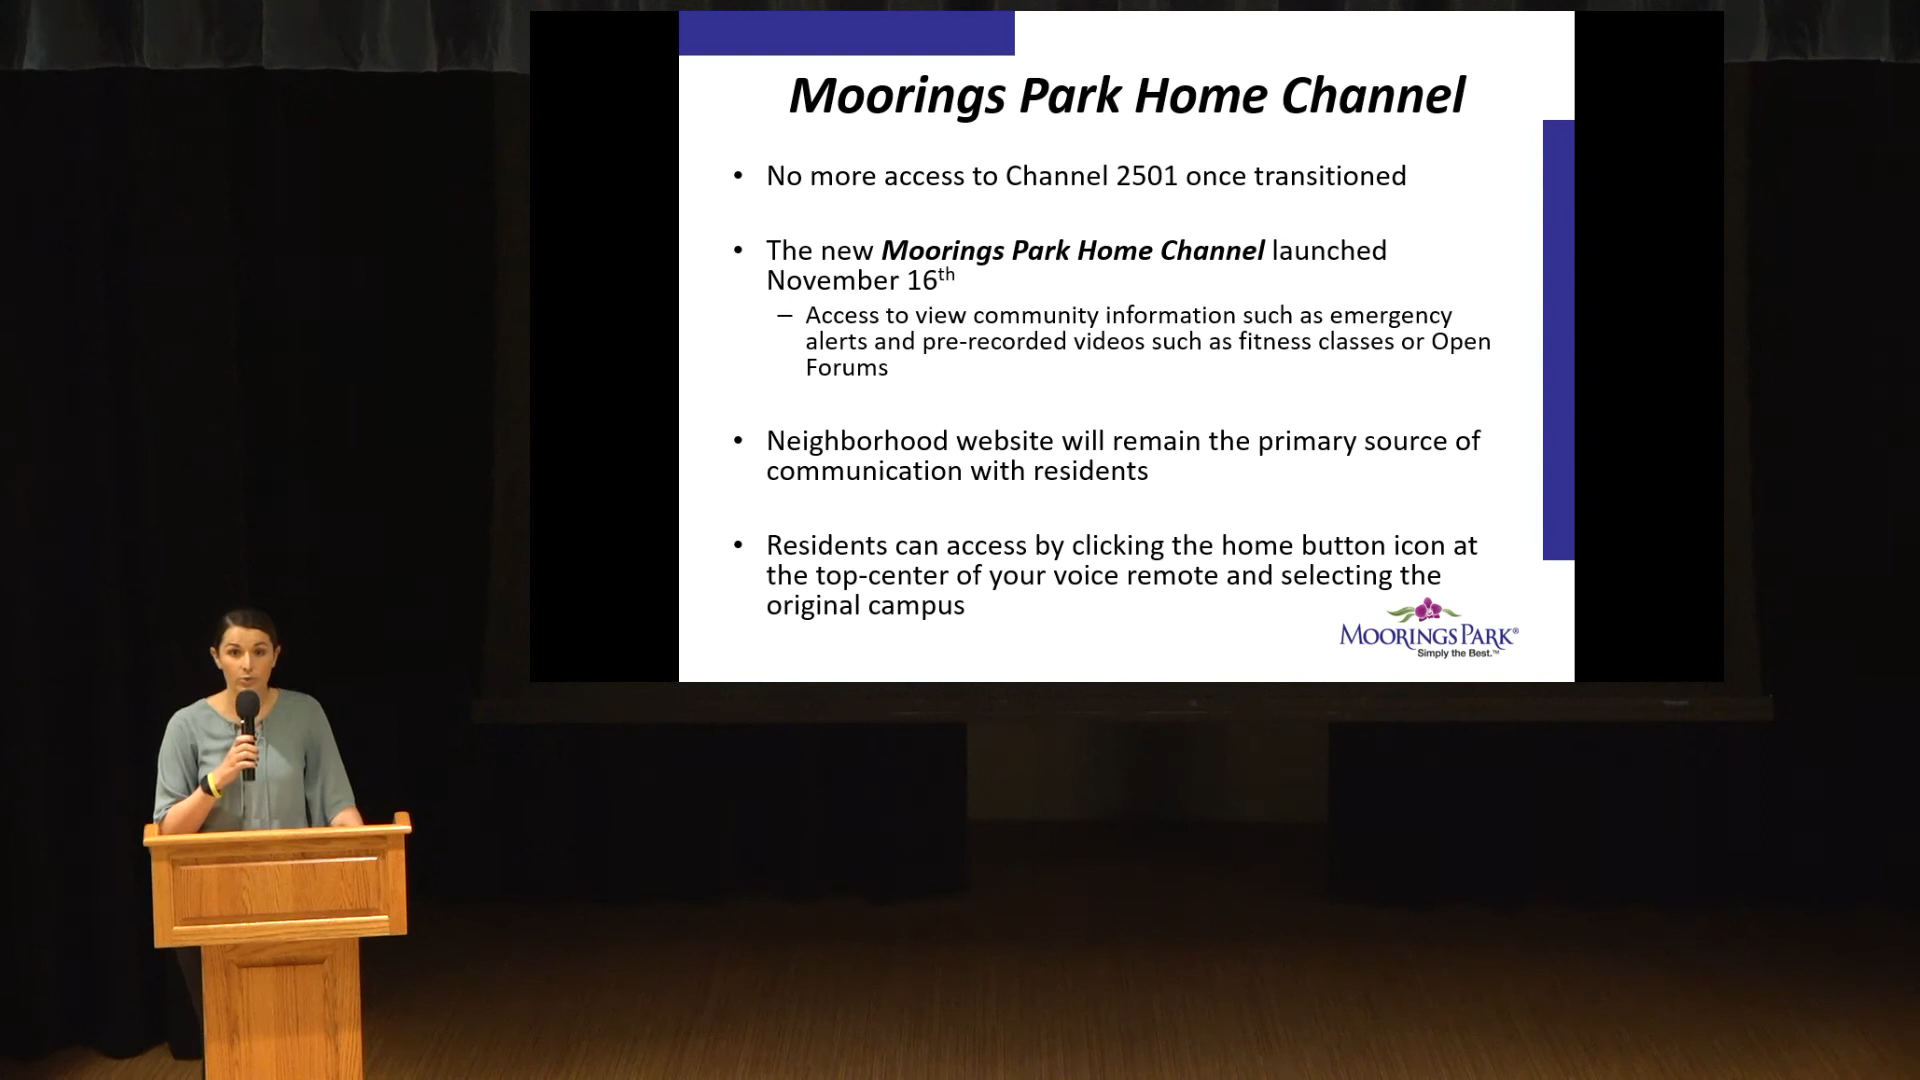 Moorings Park Home Channel
• No more access to Channel 2501 once transitioned
• The new Moorings Park Home Channel launched
November 16th
– Access to view community information such as emergency
alerts and pre-recorded videos such as fitness classes or Open
Forums
• Neighborhood website will remain the primary source of
communication with residents
• Residents can access by clicking the home button icon at
the top-center of your voice remote and selecting the
original campus
MOORINGS PARK®
Simply the Best.™